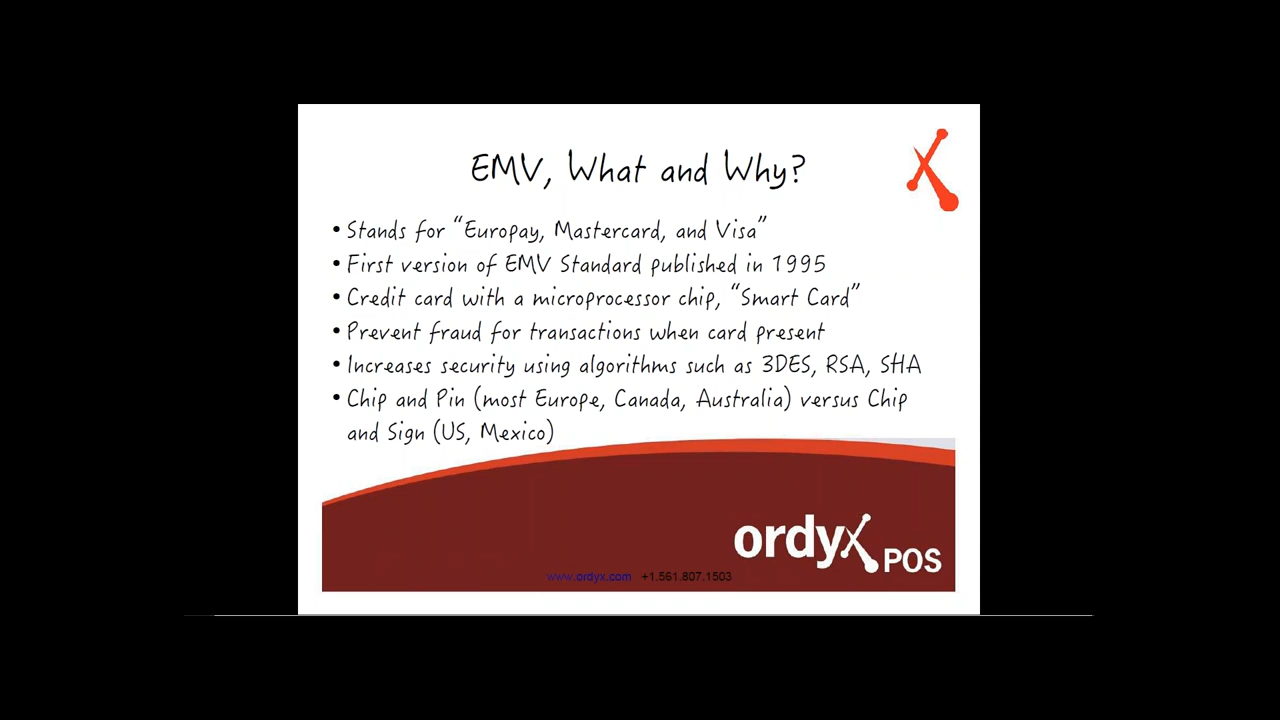 EMV, What and Why?
• Stands for “Europay, Mastercard, and Visa”
• First version of EMV Standard published in 1995
• Credit card with a microprocessor chip, “Smart Card”
• Prevent fraud for transactions when card present
• Increases security using algorithms such as 3DES, RSA, SHA
• Chip and Pin (most Europe, Canada, Australia) versus Chip
and Sign (US, Mexico)
ordyx POS
www.ordyx.com +1.561.807.1503